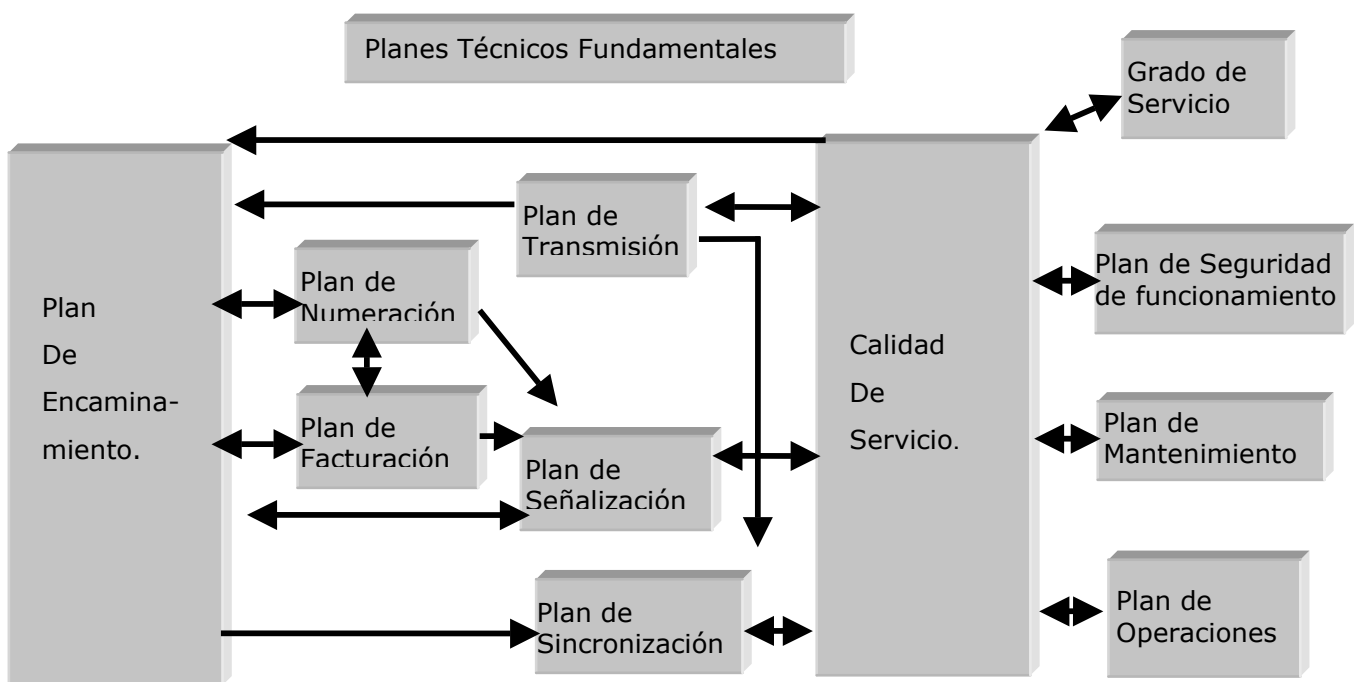 Planes Técnicos Fundamentales
Grado de
Servicio
Plan de
Transmisión
Plan de
Numeración
Plan de Seguridad
de funcionamiento
Plan
De
Encamina-
miento.
Calidad
De
Servicio.
Plan de
Facturación
Plan de
Señalización
Plan de
Mantenimiento
Plan de
Sincronización
Plan de
Operaciones